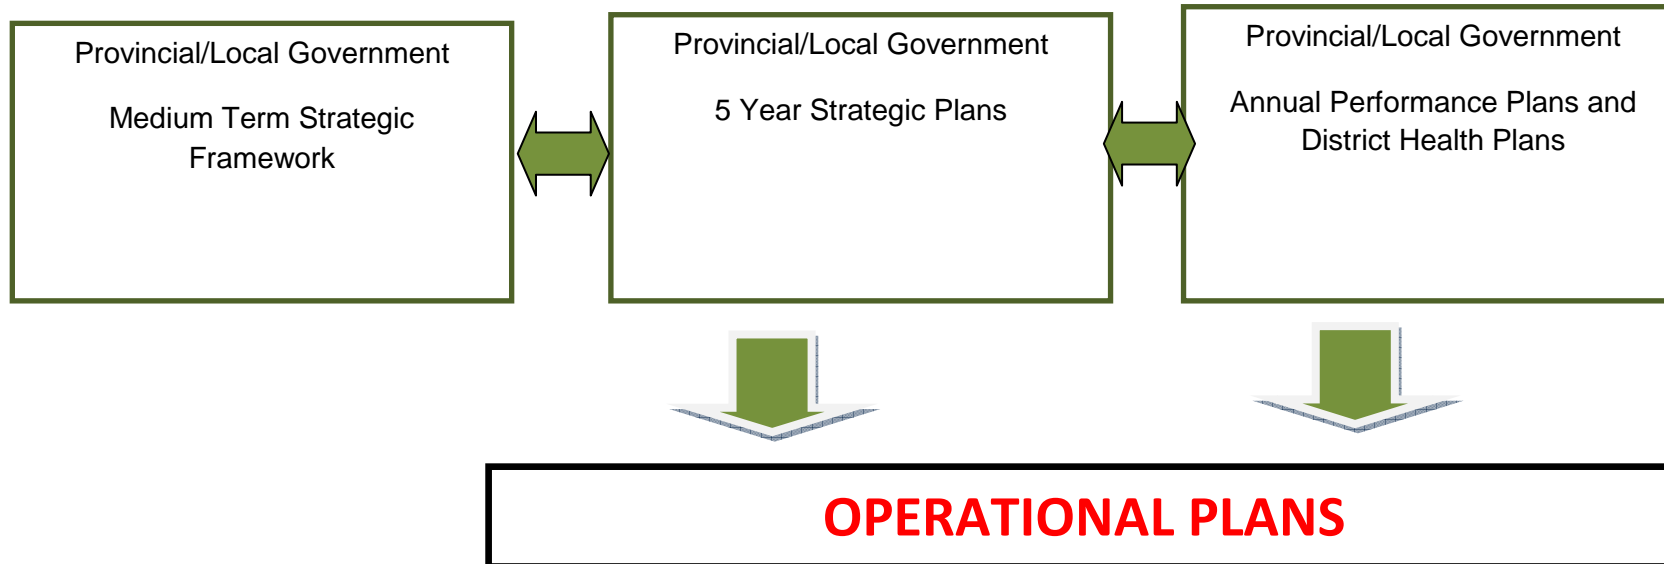 Provincial/Local Government
Medium Term Strategic
Framework
Provincial/Local Government
5 Year Strategic Plans
Provincial/Local Government
Annual Performance Plans and
District Health Plans
OPERATIONAL PLANS